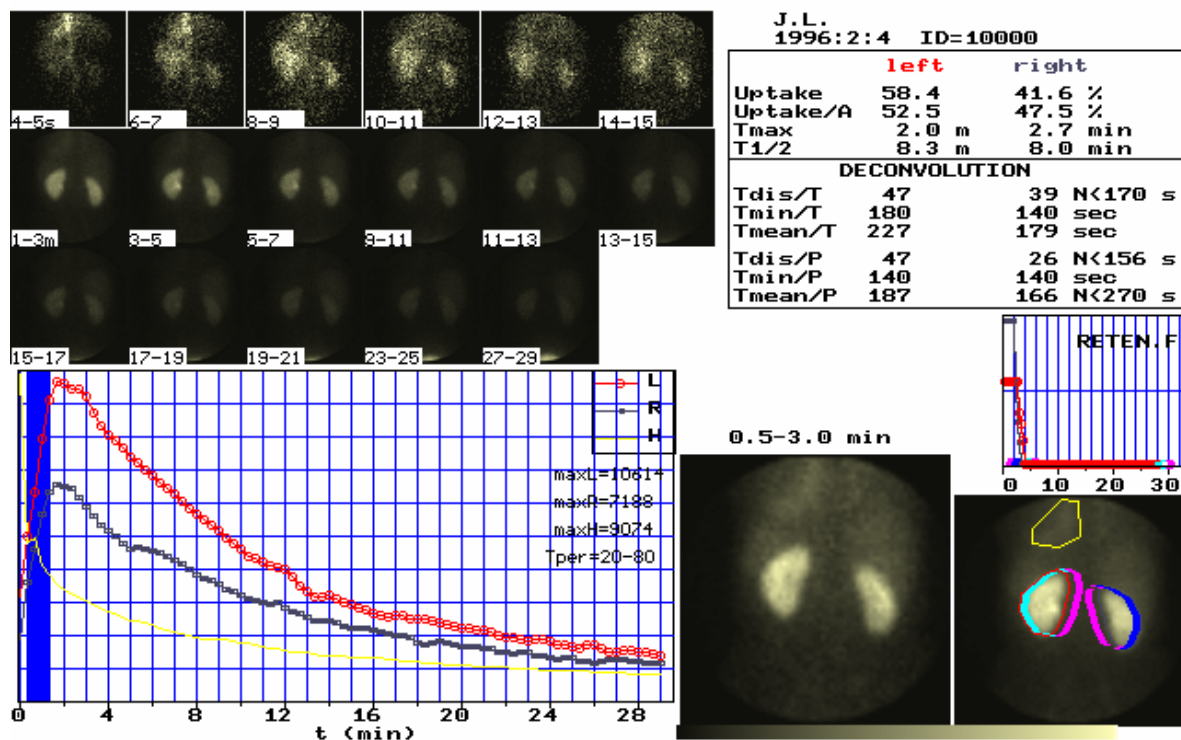 4-5s 6-7 8-9 10-11 12-13 14-15
1-3m 3-5 5-7 9-11 11-13 13-15
15-17 17-19 19-21 23-25 27-29
J.L.
1996:2:4 ID=10000
left right
Uptake 58.4 41.6 %
Uptake/A 52.5 47.5 %
Tmax 2.0 m 2.7 min
T1/2 8.3 m 8.0 min
DECONVOLUTION
Tdis/T 47 39 N<170 s
Tmin/T 180 140 sec
Tmean/T 227 179 sec
Tdis/P 47 26 N<156 s
Tmin/P 140 140 sec
Tmean/P 187 166 N<270 s
RETEN.F
0 10 20 30
L
R
H
maxL=10614
maxR=7188
maxH=9074
Tper=20-80
0 4 8 12 16 20 24 28
t (min)
0.5-3.0 min